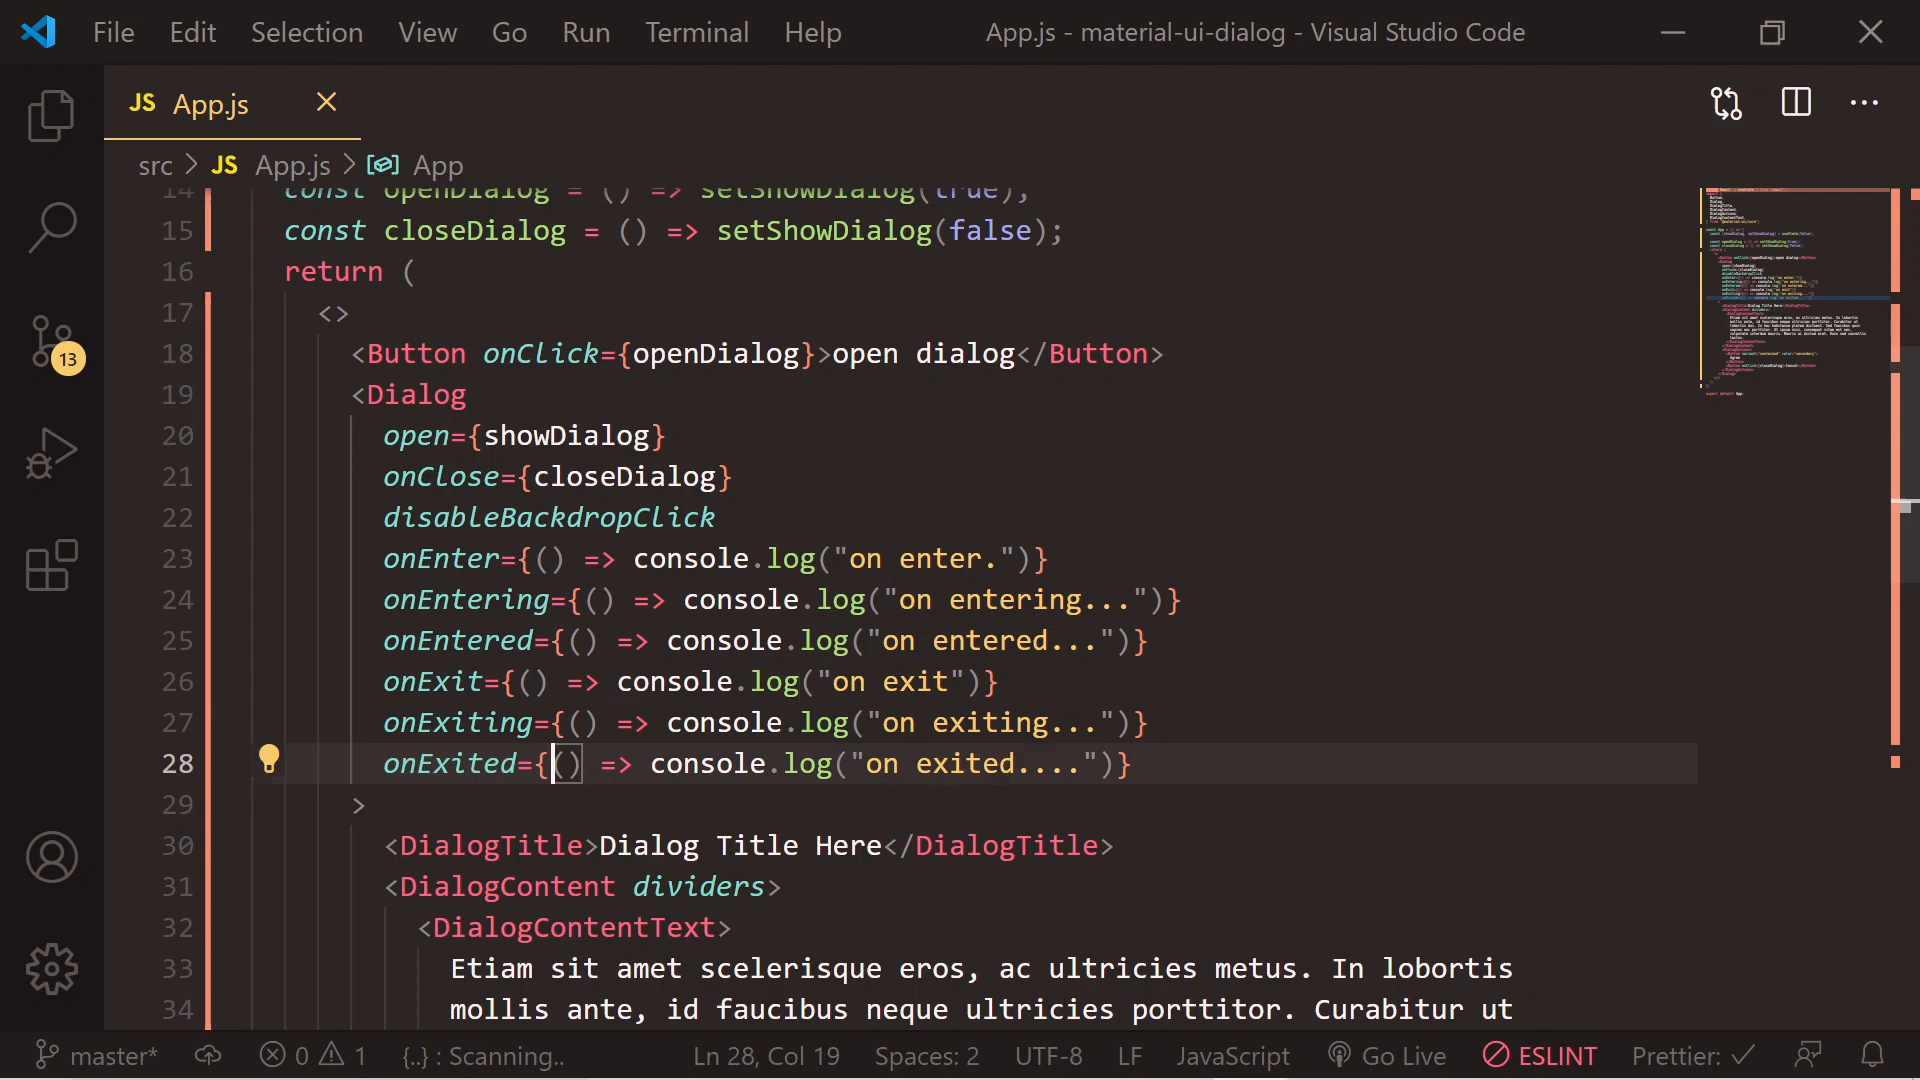 File Edit Selection View Go Run Terminal Help App.js - material-ui-dialog - Visual Studio Code
JS App.js
src > JS App.js > App
14 const openDialog = () => setShowDialog(true);
15 const closeDialog = () => setShowDialog(false);
16 return (
17 <>
18 <Button onClick={openDialog}>open dialog</Button>
19 <Dialog
20 open={showDialog}
21 onClose={closeDialog}
22 disableBackdropClick
23 onEnter={() => console.log("on enter.")}
24 onEntering={() => console.log("on entering...")}
25 onEntered={() => console.log("on entered...")}
26 onExit={() => console.log("on exit")}
27 onExiting={() => console.log("on exiting...")}
28 onExited={() => console.log("on exited....")}
29 >
30 <DialogTitle>Dialog Title Here</DialogTitle>
31 <DialogContent dividers>
32 <DialogContentText>
33 Etiam sit amet scelerisque eros, ac ultricies metus. In lobortis
34 mollis ante, id faucibus neque ultricies porttitor. Curabitur ut
13
master* 0 1 {..} : Scanning.. Ln 28, Col 19 Spaces: 2 UTF-8 LF JavaScript Go Live ESLINT Prettier: ✓